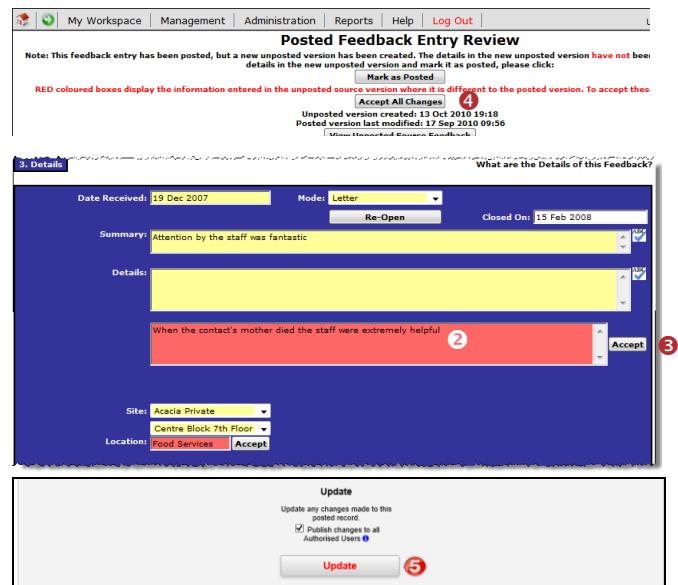 My Workspace Management Administration Reports Help Log Out
Posted Feedback Entry Review
Note: This feedback entry has been posted, but a new unposted version has been created. The details in the new unposted version have not
details in the new unposted version and mark it as posted, please click:
Mark as Posted
RED coloured boxes display the information entered in the unposted source version where it is different to the posted version. To accept
Accept All Changes 4
Unposted version created: 13 Oct 2010 19:18
Posted version last modified: 17 Sep 2010 09:56
View Unposted Source Feedback
3. Details What are the Details of this Feedback?
Date Received: 19 Dec 2007 Mode: Letter
Re-Open Closed On: 15 Feb 2008
Summary: Attention by the staff was fantastic ABC
Details: ABC
When the contact's mother died the staff were extremely helpful 2
Accept 3
Site: Acacia Private
Centre Block 7th Floor
Location: Food Services Accept
Update
Update any changes made to this
posted record.
Publish changes to all
Authorised Users
Update 5